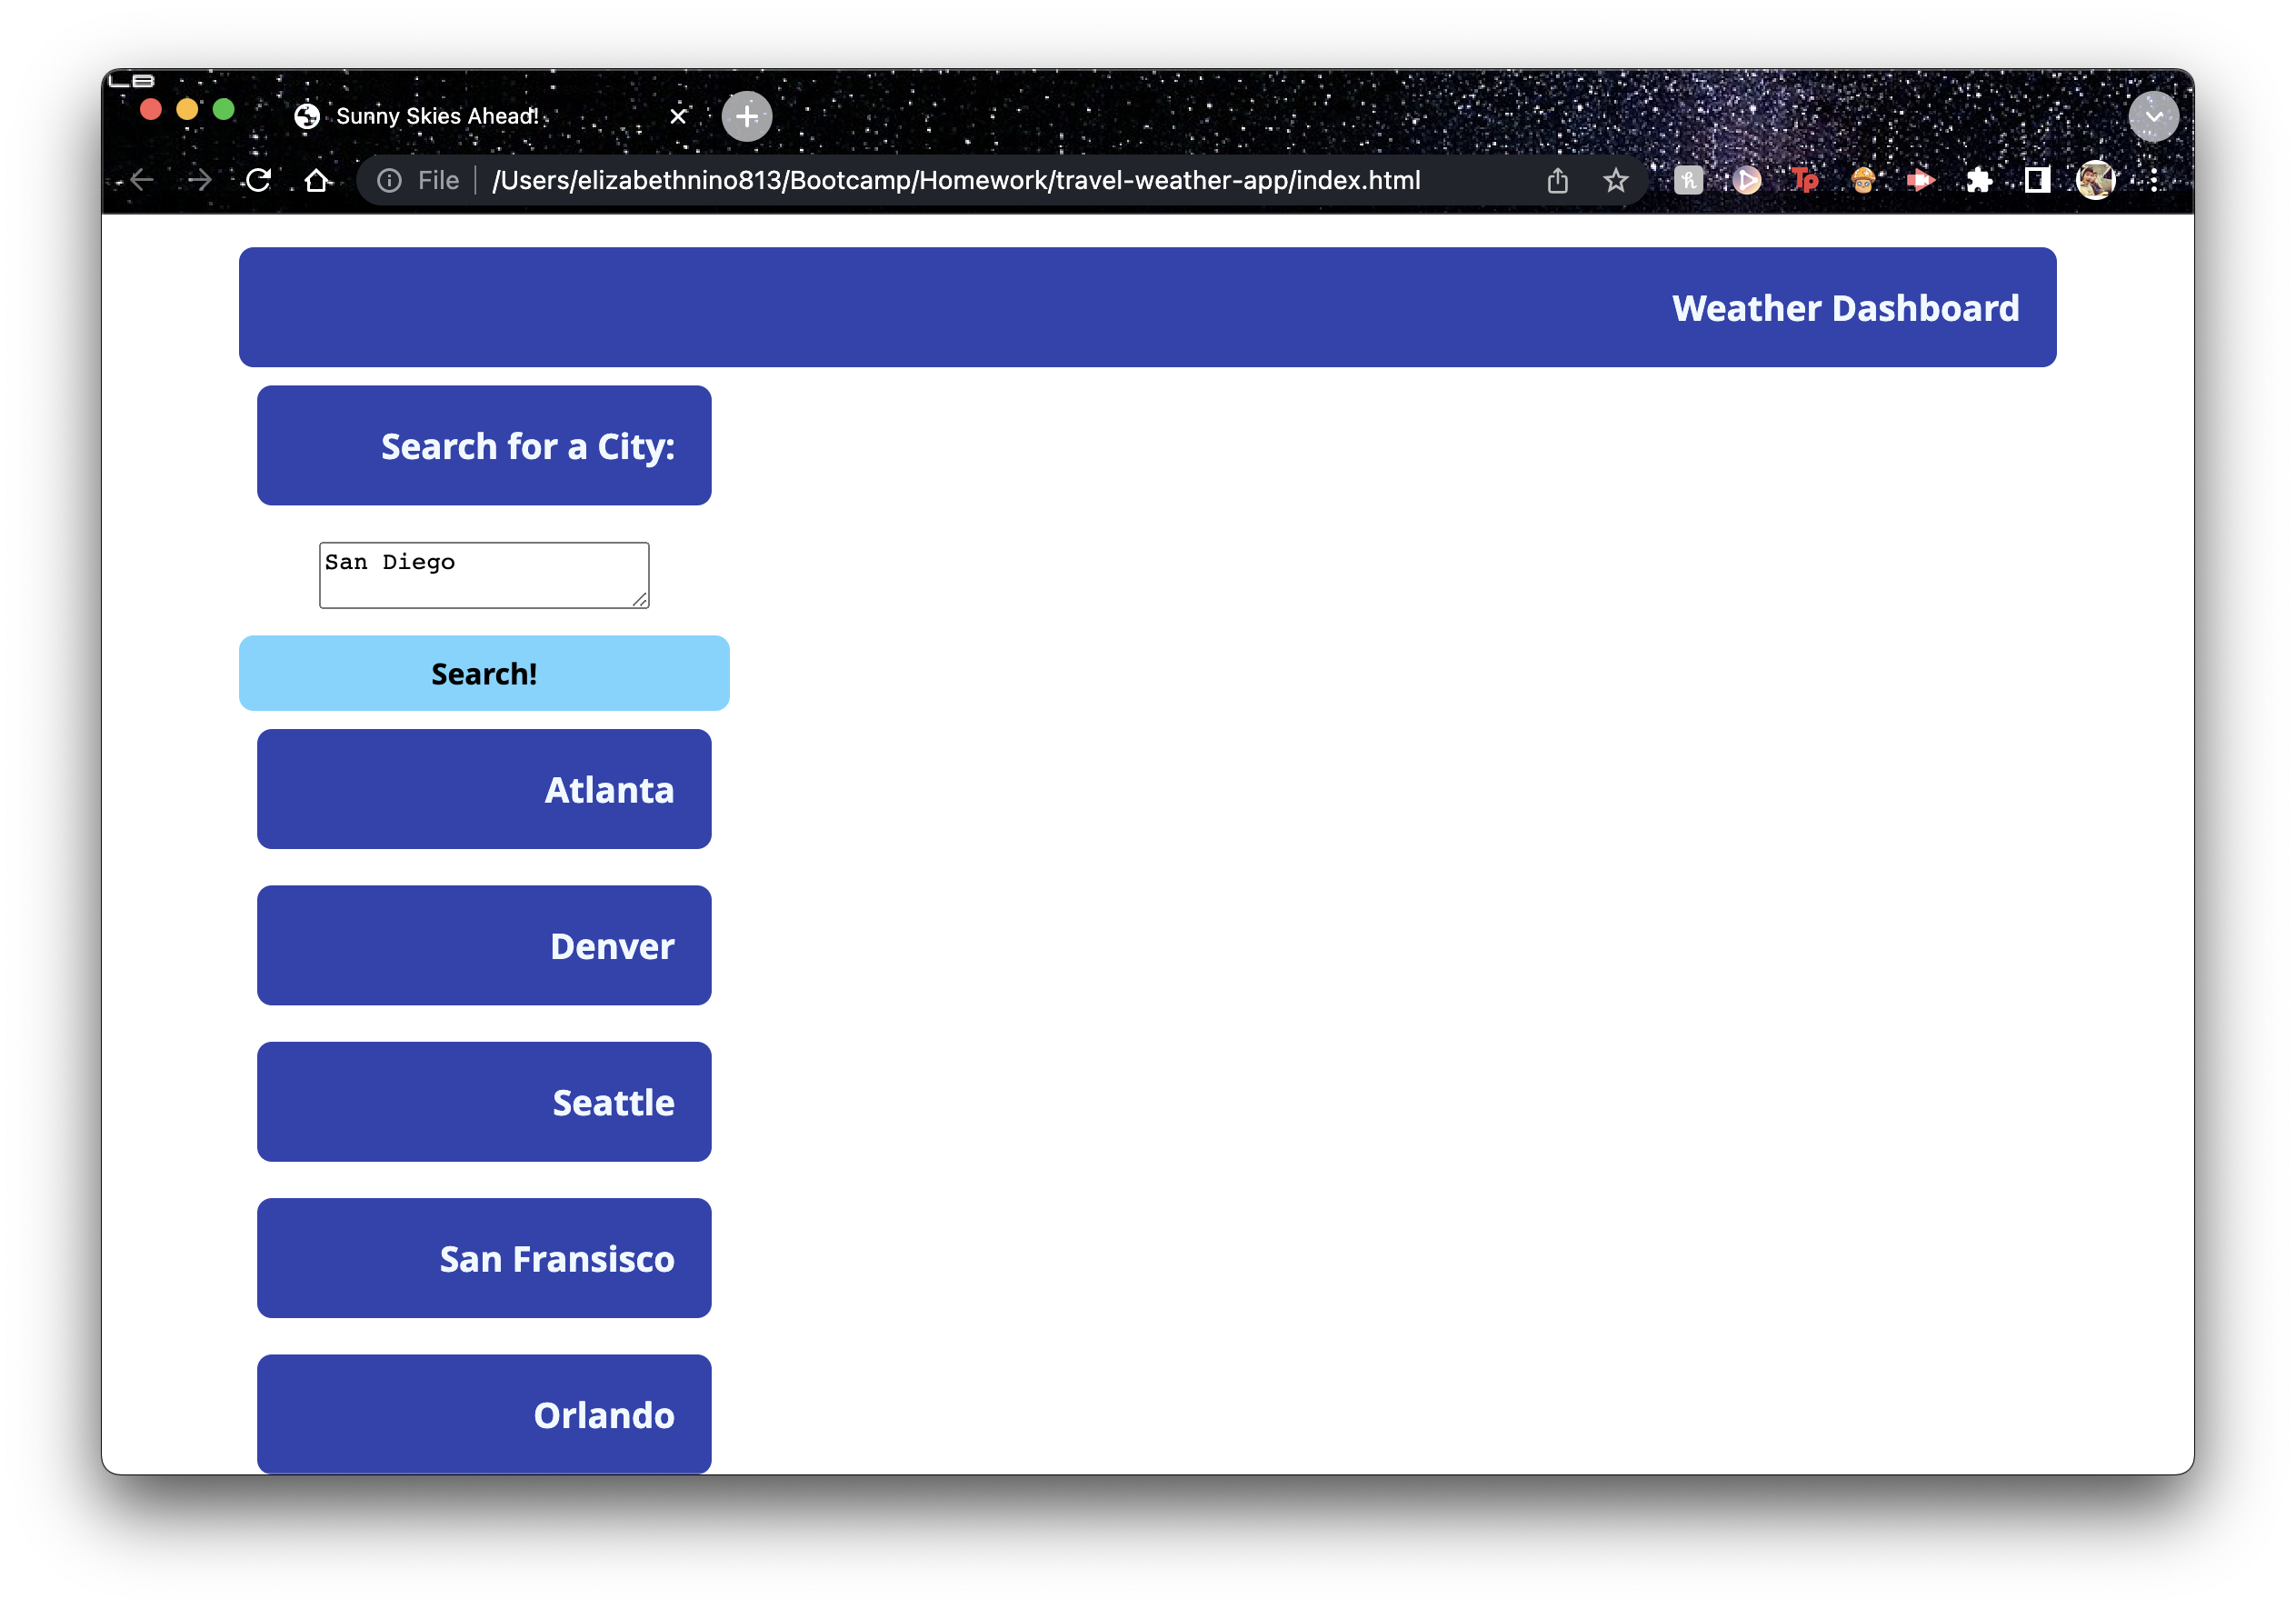 Sunny Skies Ahead!
File /Users/elizabethnino813/Bootcamp/Homework/travel-weather-app/index.html
Tp
Weather Dashboard
Search for a City:
San Diego
Search!
Atlanta
Denver
Seattle
San Fransisco
Orlando